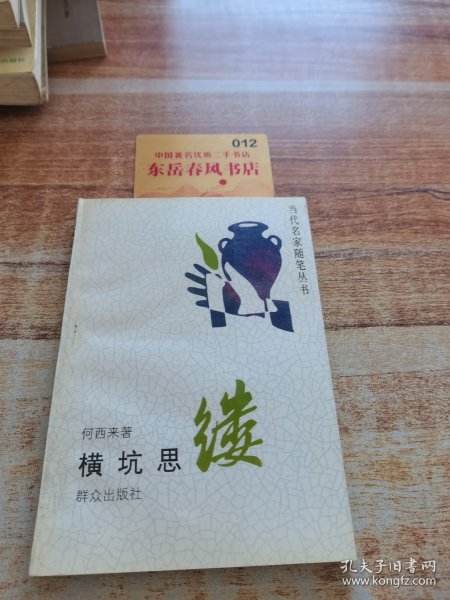 012
中国著名优质二手书店
东岳春风书店
当代名家随笔丛书
何西来著
横坑思缕
群众出版社
孔夫子旧书网
www.kongfz.com